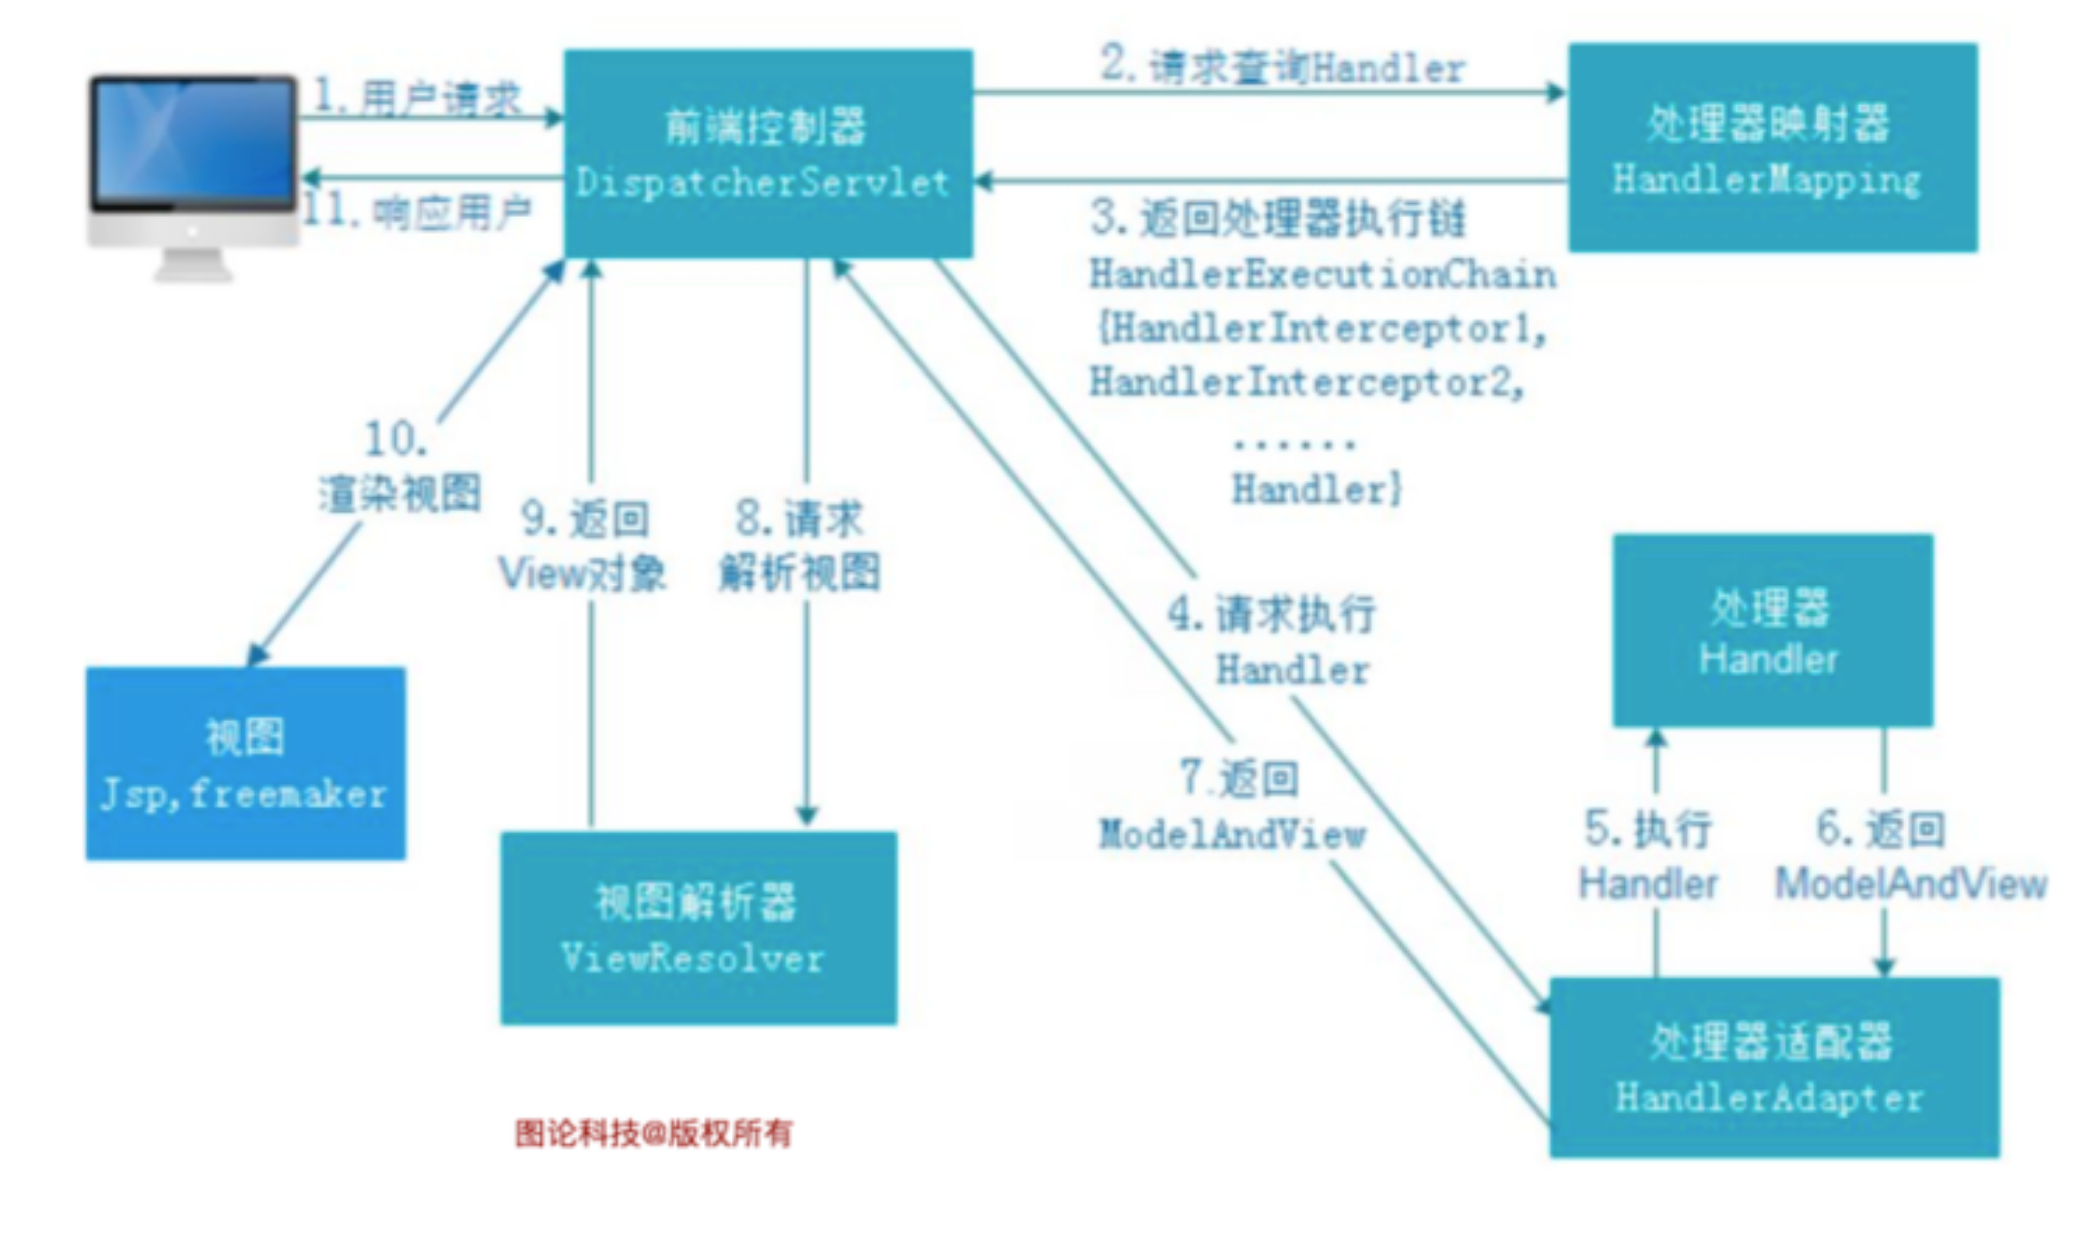 1. 用户请求
11. 响应用户
前端控制器
DispatcherServlet
2. 请求查询Handler
处理器映射器
HandlerMapping
3. 返回处理器执行链
HandlerExecutionChain
{HandlerInterceptor1,
HandlerInterceptor2,
......
Handler}
4. 请求执行
Handler
处理器
Handler
5. 执行
Handler
6. 返回
ModelAndView
处理器适配器
HandlerAdapter
7.返回
ModelAndView
8. 请求
解析视图
9. 返回
View对象
视图解析器
ViewResolver
10.
渲染视图
视图
Jsp,freemaker
图论科技@版权所有